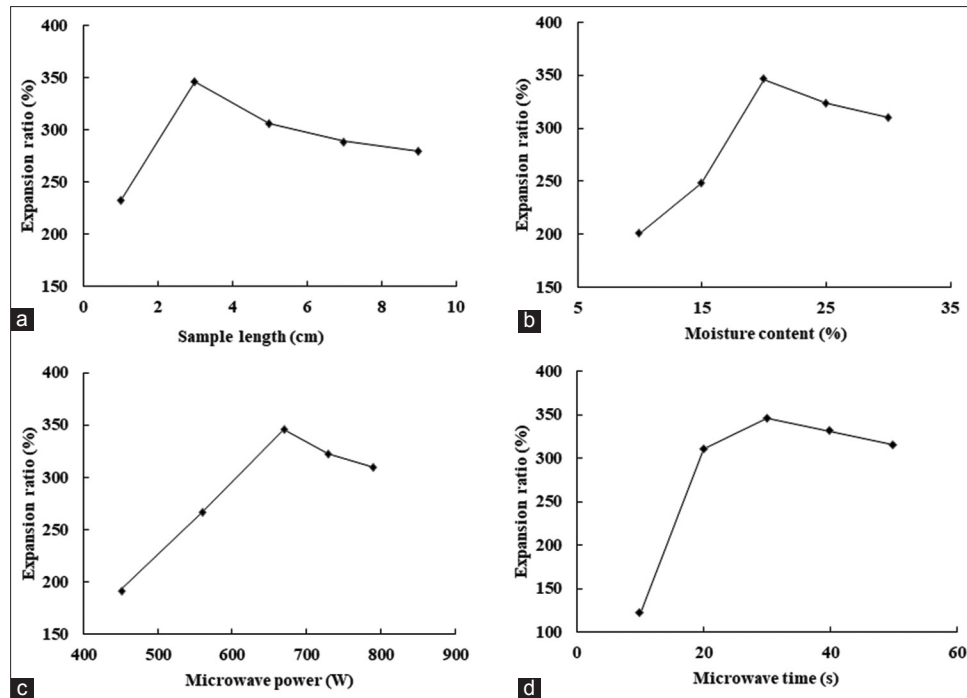 400
350
300
250
200
150
Expansion ratio (%)
0 2 4 6 8 10
Sample length (cm)
a
400
350
300
250
200
150
Expansion ratio (%)
5 15 25 35
Moisture content (%)
b
400
350
300
250
200
150
Expansion ratio (%)
400 500 600 700 800 900
Microwave power (W)
c
400
350
300
250
200
150
100
Expansion ratio (%)
0 20 40 60
Microwave time (s)
d